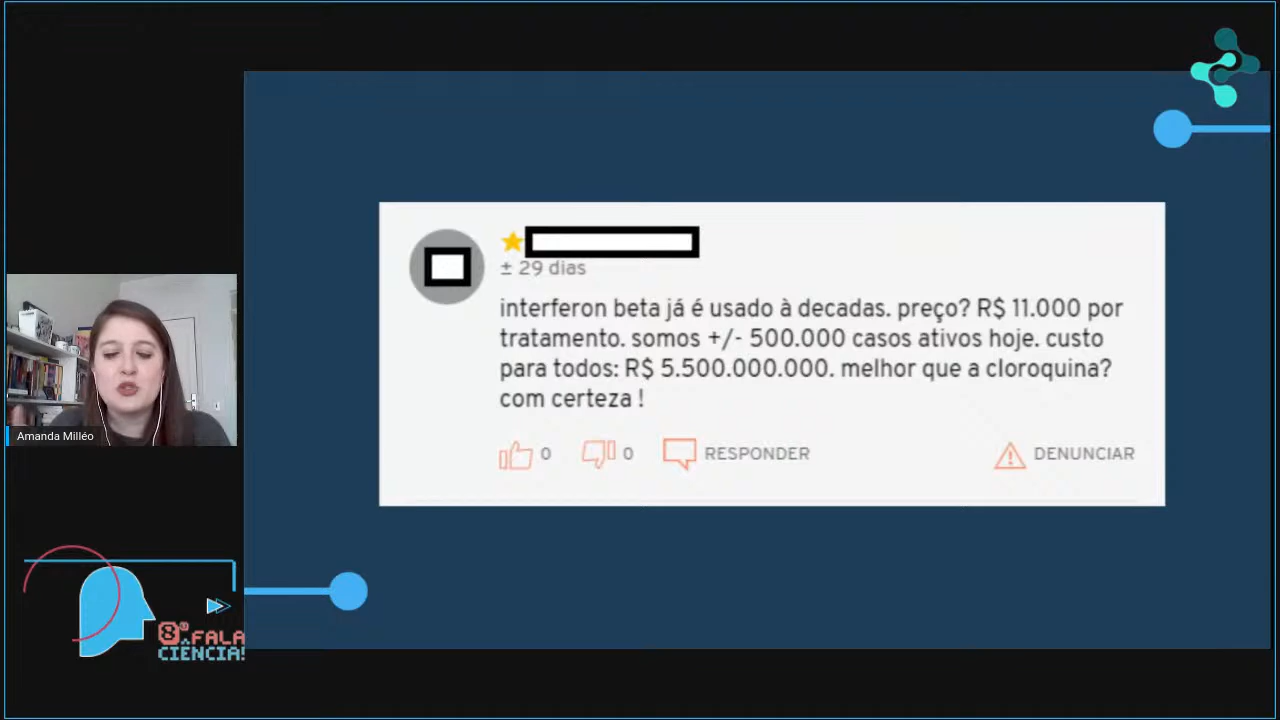 ± 29 dias
interferon beta já é usado à decadas. preço? R$ 11.000 por
tratamento. somos +/- 500.000 casos ativos hoje. custo
para todos: R$ 5.500.000.000. melhor que a cloroquina?
com certeza !
0
0
RESPONDER
DENUNCIAR
Amanda Milléo
8º FALA
CIÊNCIA!